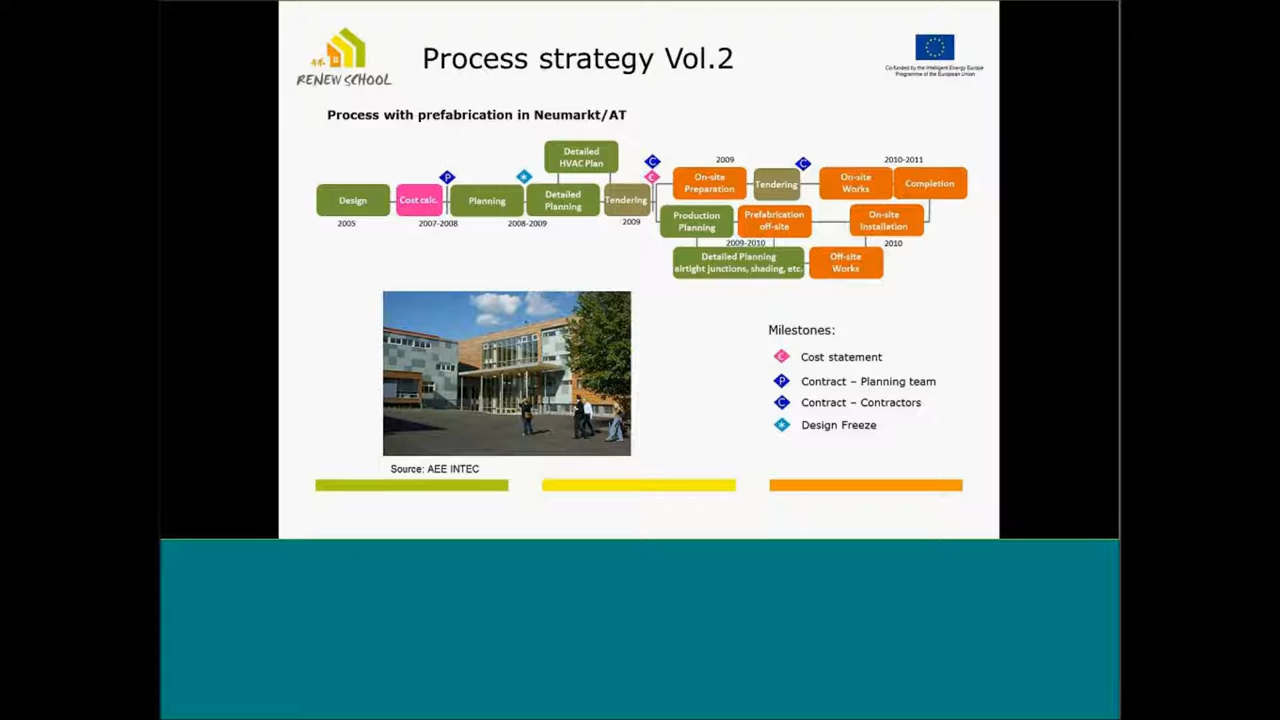 RENEW SCHOOL
Process strategy Vol.2
Co-funded by the Intelligent Energy Europe
Programme of the European Union
Process with prefabrication in Neumarkt/AT
Detailed
HVAC Plan
P
*
C
€
Design
Cost calc.
Planning
Detailed
Planning
Tendering
2005
2007-2008
2008-2009
2009
2009
C
2010-2011
On-site
Preparation
Tendering
On-site
Works
Completion
Production
Planning
Prefabrication
off-site
On-site
Installation
2009-2010
2010
Detailed Planning
airtight junctions, shading, etc.
Off-site
Works
Milestones:
€ Cost statement
P Contract – Planning team
C Contract – Contractors
* Design Freeze
Source: AEE INTEC